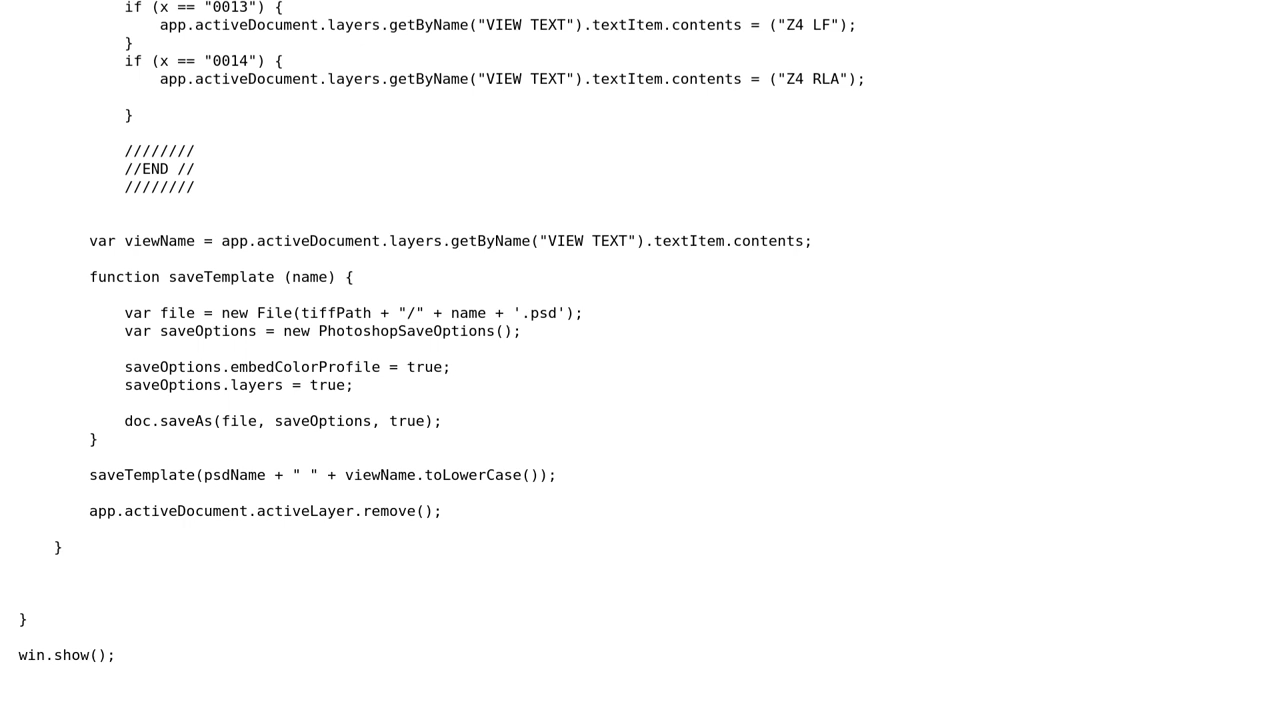 if (x == "0013") {
app.activeDocument.layers.getByName("VIEW TEXT").textItem.contents = ("Z4 LF");
}
if (x == "0014") {
app.activeDocument.layers.getByName("VIEW TEXT").textItem.contents = ("Z4 RLA");
}
////////
//END //
////////
var viewName = app.activeDocument.layers.getByName("VIEW TEXT").textItem.contents;
function saveTemplate (name) {
var file = new File(tiffPath + "/" + name + '.psd');
var saveOptions = new PhotoshopSaveOptions();
saveOptions.embedColorProfile = true;
saveOptions.layers = true;
doc.saveAs(file, saveOptions, true);
}
saveTemplate(psdName + " " + viewName.toLowerCase());
app.activeDocument.activeLayer.remove();
}
}
win.show();